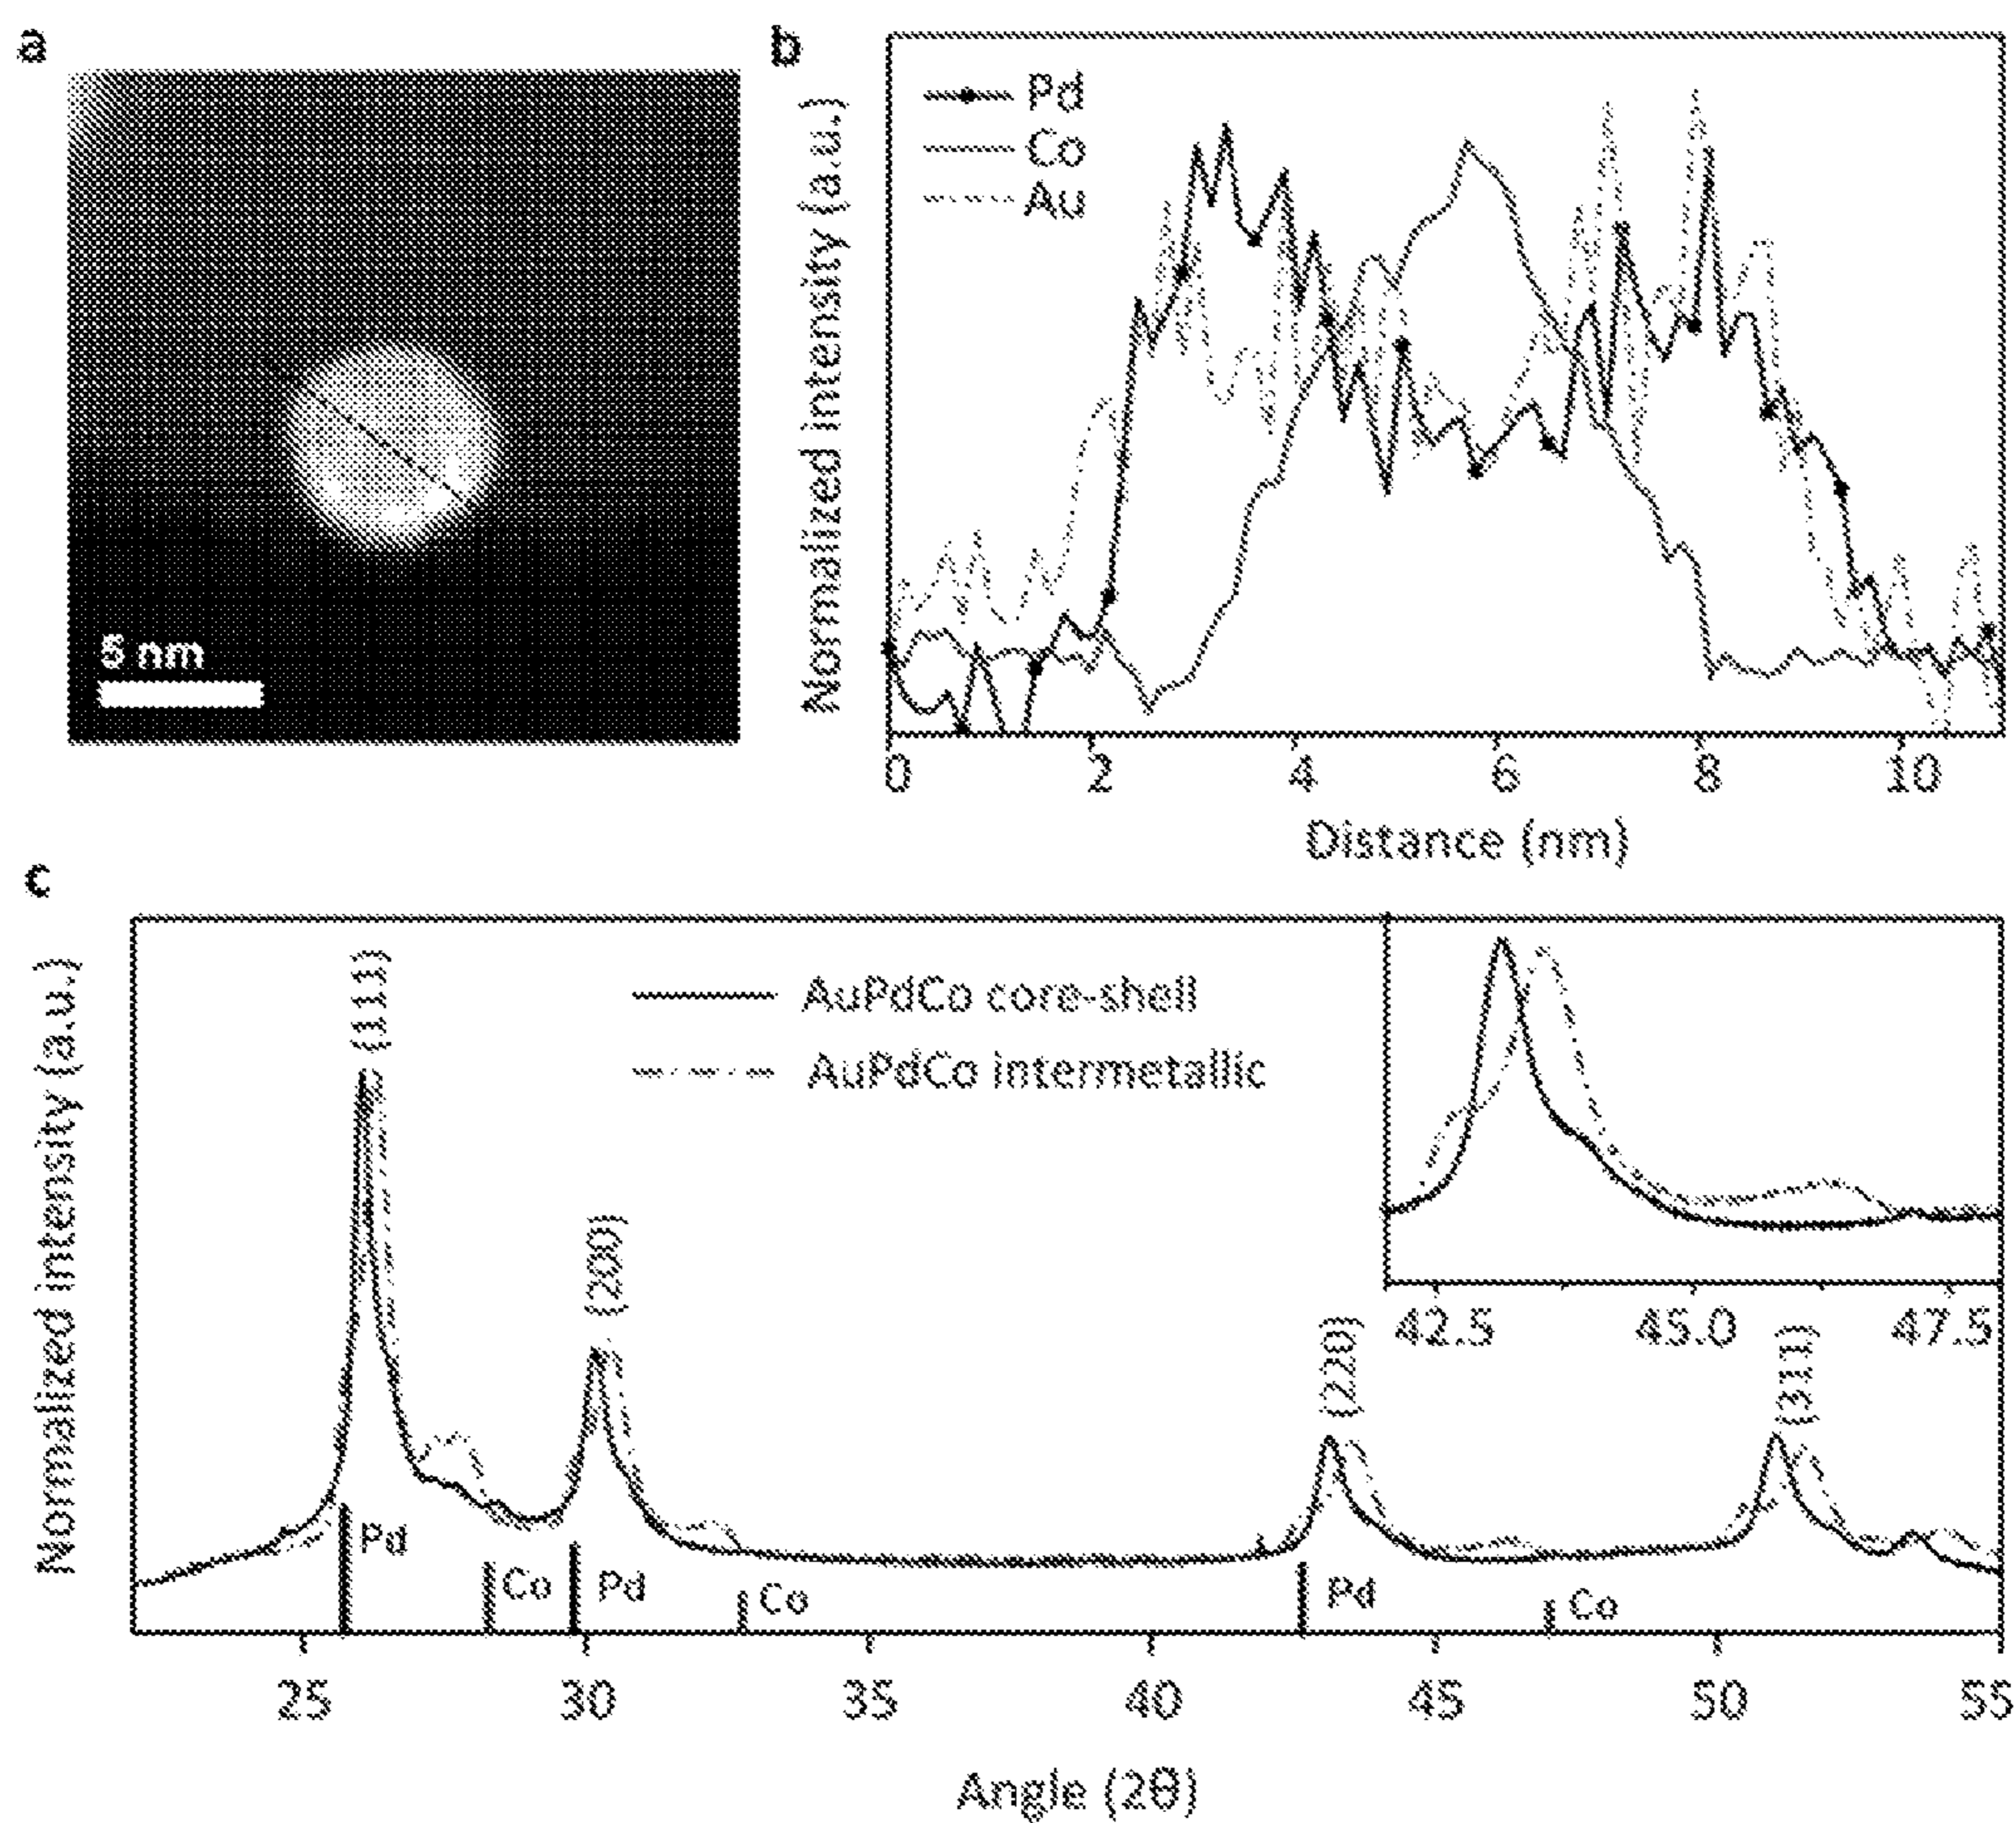 a
5 nm
b
Normalized intensity (a.u.)
Pd
Co
Au
0 2 4 6 8 10
Distance (nm)
c
Normalized intensity (a.u.)
AuPdCo core-shell
AuPdCo intermetallic
(111)
(200)
(220)
(311)
42.5 45.0 47.5
Pd
Co
Pd
Co
Pd
Co
25 30 35 40 45 50 55
Angle (2θ)